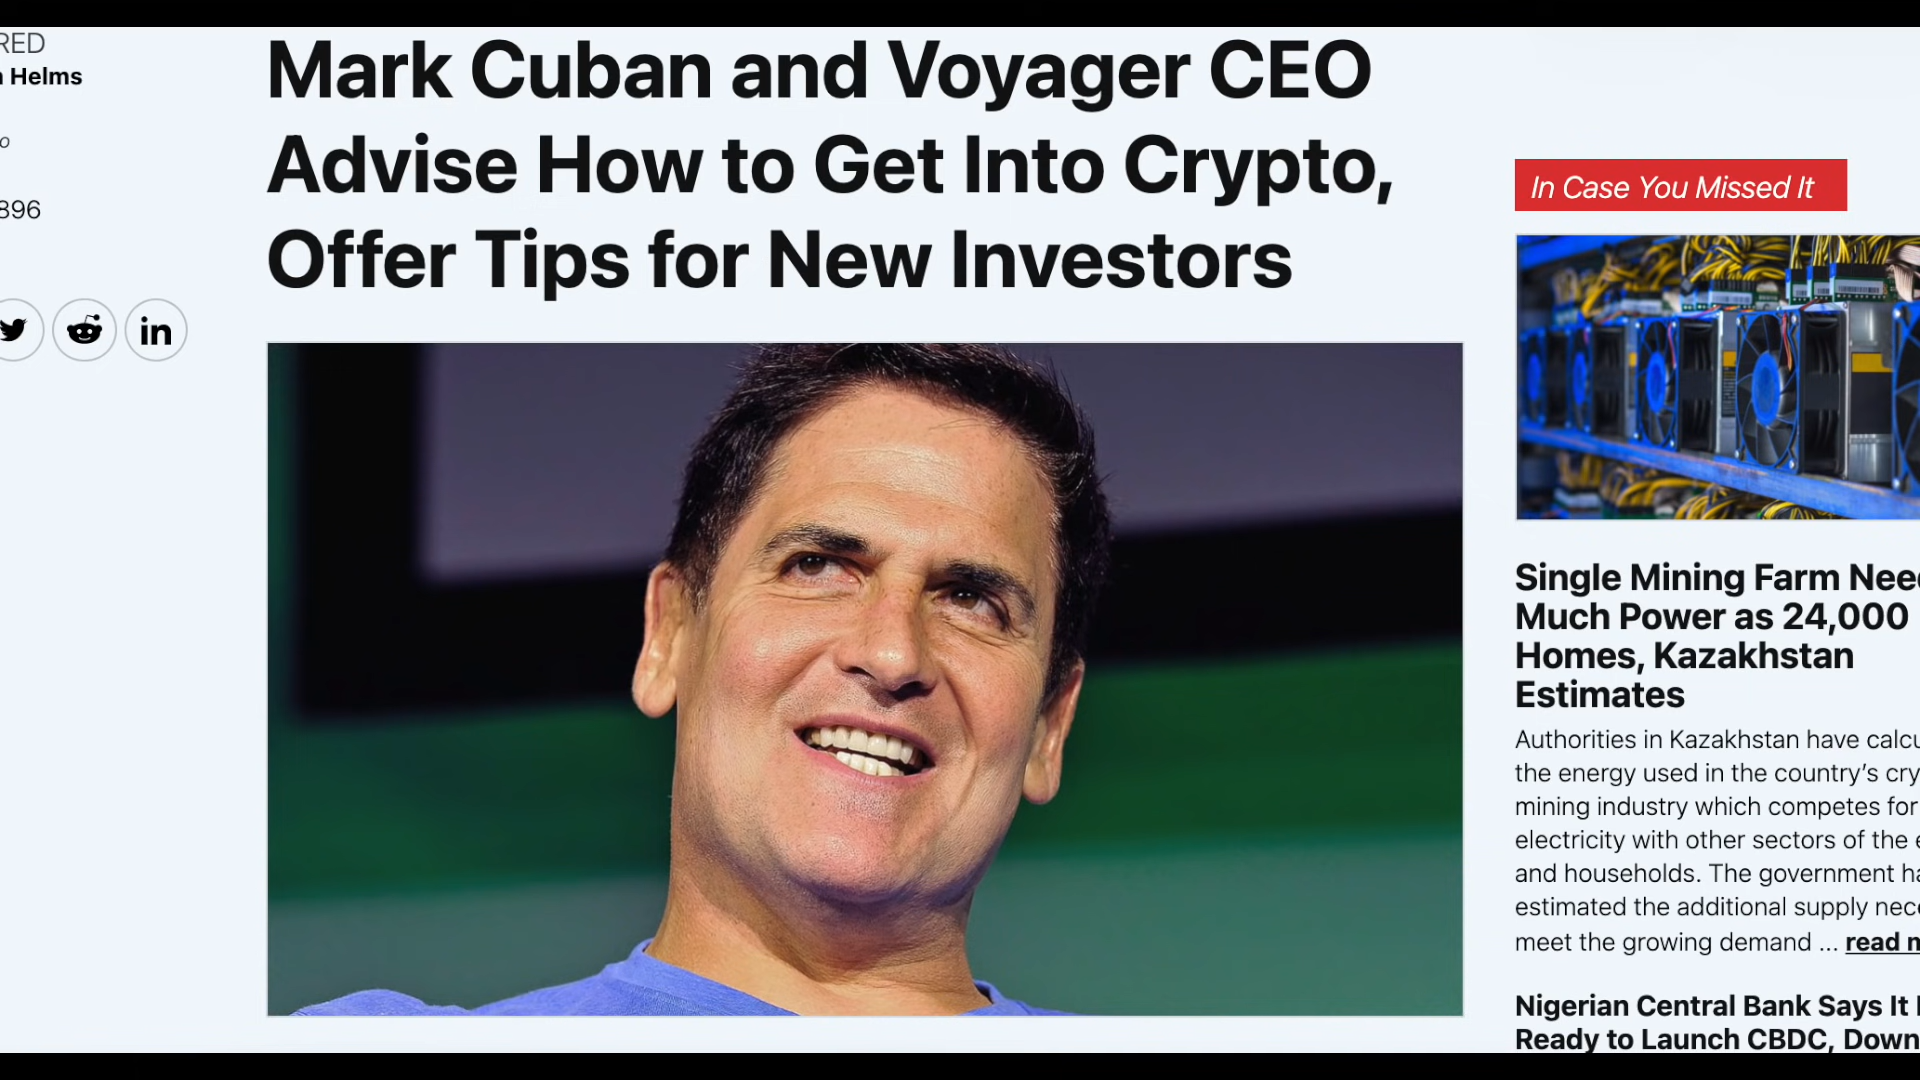 RED
Helms
896
Mark Cuban and Voyager CEO
Advise How to Get Into Crypto,
Offer Tips for New Investors
in
In Case You Missed It
Single Mining Farm
Much Power as 24,000
Homes, Kazakhstan
Estimates
Authorities in Kazakhstan have
the energy used in the country's
mining industry which competes for
electricity with other sectors of the
and households. The government
estimated the additional supply
meet the growing demand ... read
Nigerian Central Bank Says It
Ready to Launch CBDC, Down